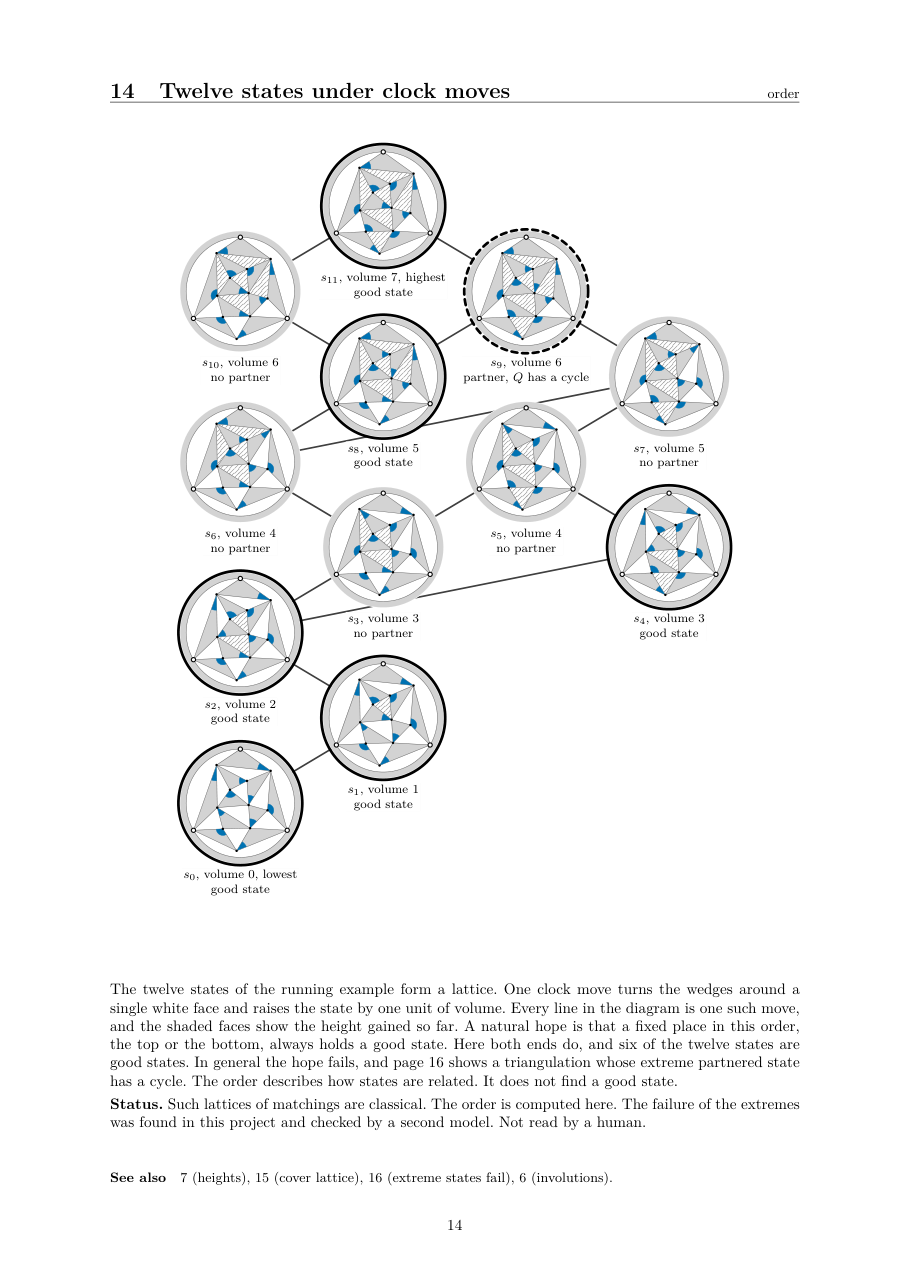 14 Twelve states under clock moves order
s11, volume 7, highest
good state
s10, volume 6
no partner
s9, volume 6
partner, Q has a cycle
s8, volume 5
good state
s7, volume 5
no partner
s6, volume 4
no partner
s5, volume 4
no partner
s3, volume 3
no partner
s4, volume 3
good state
s2, volume 2
good state
s1, volume 1
good state
s0, volume 0, lowest
good state
The twelve states of the running example form a lattice. One clock move turns the wedges around a
single white face and raises the state by one unit of volume. Every line in the diagram is one such move,
and the shaded faces show the height gained so far. A natural hope is that a fixed place in this order,
the top or the bottom, always holds a good state. Here both ends do, and six of the twelve states are
good states. In general the hope fails, and page 16 shows a triangulation whose extreme partnered state
has a cycle. The order describes how states are related. It does not find a good state.
Status. Such lattices of matchings are classical. The order is computed here. The failure of the extremes
was found in this project and checked by a second model. Not read by a human.
See also 7 (heights), 15 (cover lattice), 16 (extreme states fail), 6 (involutions).
14